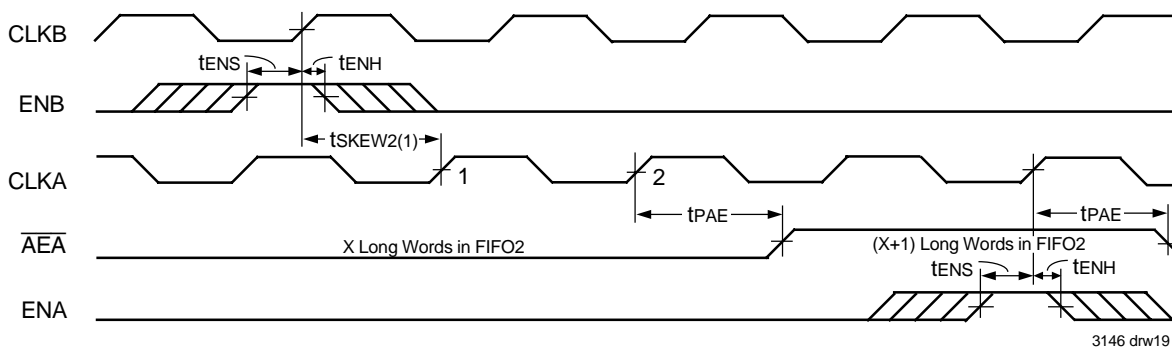 CLKB
tENS
tENH
ENB
tSKEW2(1)
CLKA
1
2
tPAE
tPAE
AEA
X Long Words in FIFO2
(X+1) Long Words in FIFO2
tENS
tENH
ENA
3146 drw19